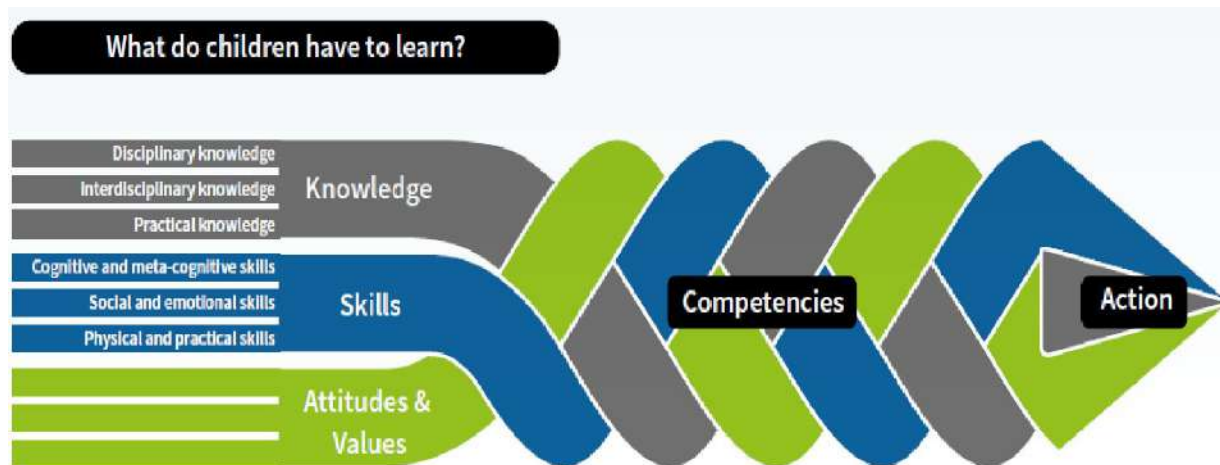 What do children have to learn?
Disciplinary knowledge
Interdisciplinary knowledge
Practical knowledge
Knowledge
Cognitive and meta-cognitive skills
Social and emotional skills
Physical and practical skills
Skills
Attitudes &
Values
Competencies
Action